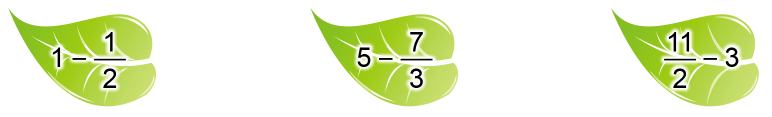 1 – 1/2
5 – 7/3
11/2 – 3